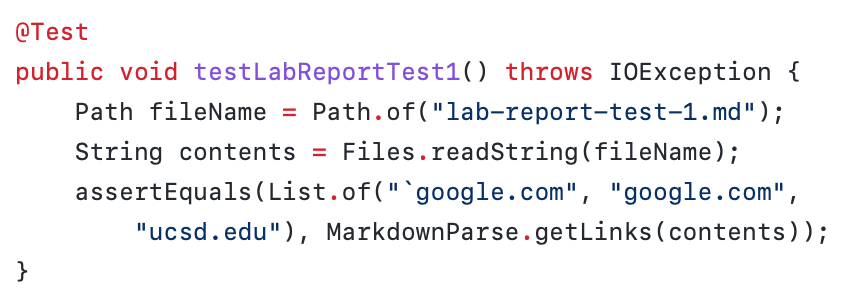 @Test
public void testLabReportTest1() throws IOException {
    Path fileName = Path.of("lab-report-test-1.md");
    String contents = Files.readString(fileName);
    assertEquals(List.of("`google.com", "google.com",
        "ucsd.edu"), MarkdownParse.getLinks(contents));
}